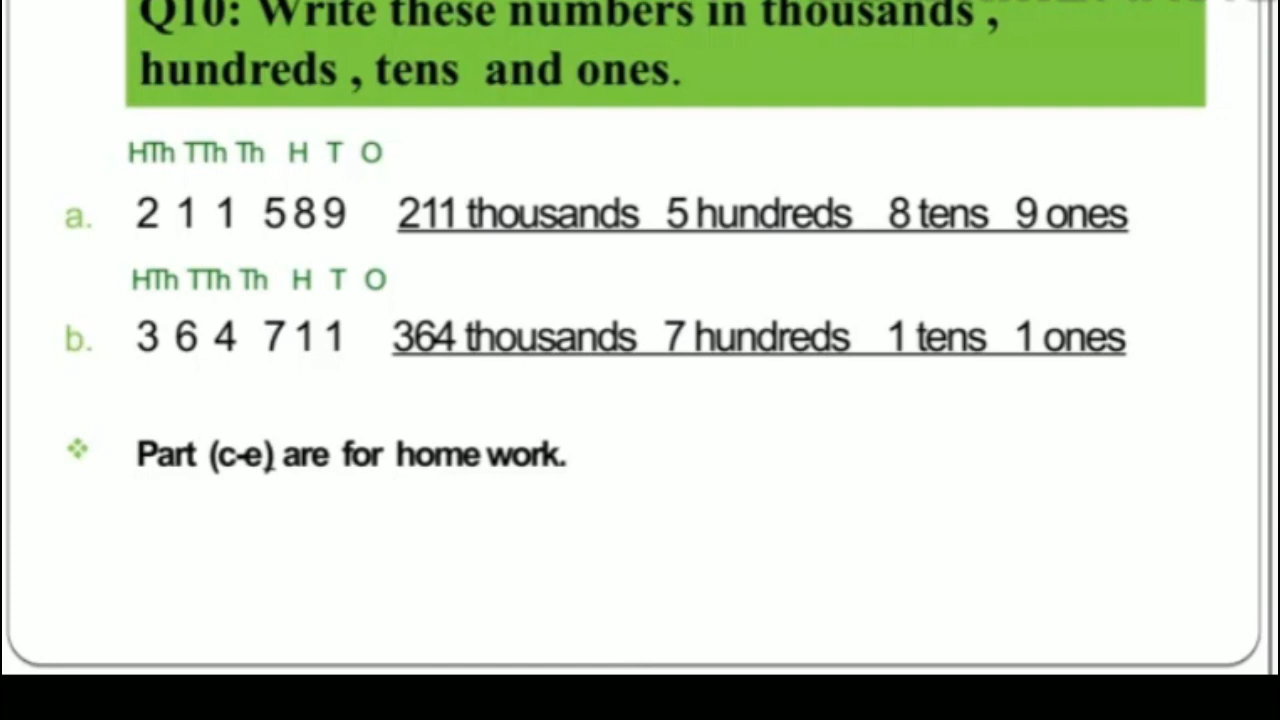 Q10: Write these numbers in thousands ,
hundreds , tens and ones.
HTh TTh Th H T O
a. 2 1 1 5 8 9 211 thousands 5 hundreds 8 tens 9 ones
HTh TTh Th H T O
b. 3 6 4 7 1 1 364 thousands 7 hundreds 1 tens 1 ones
❖ Part (c-e) are for home work.